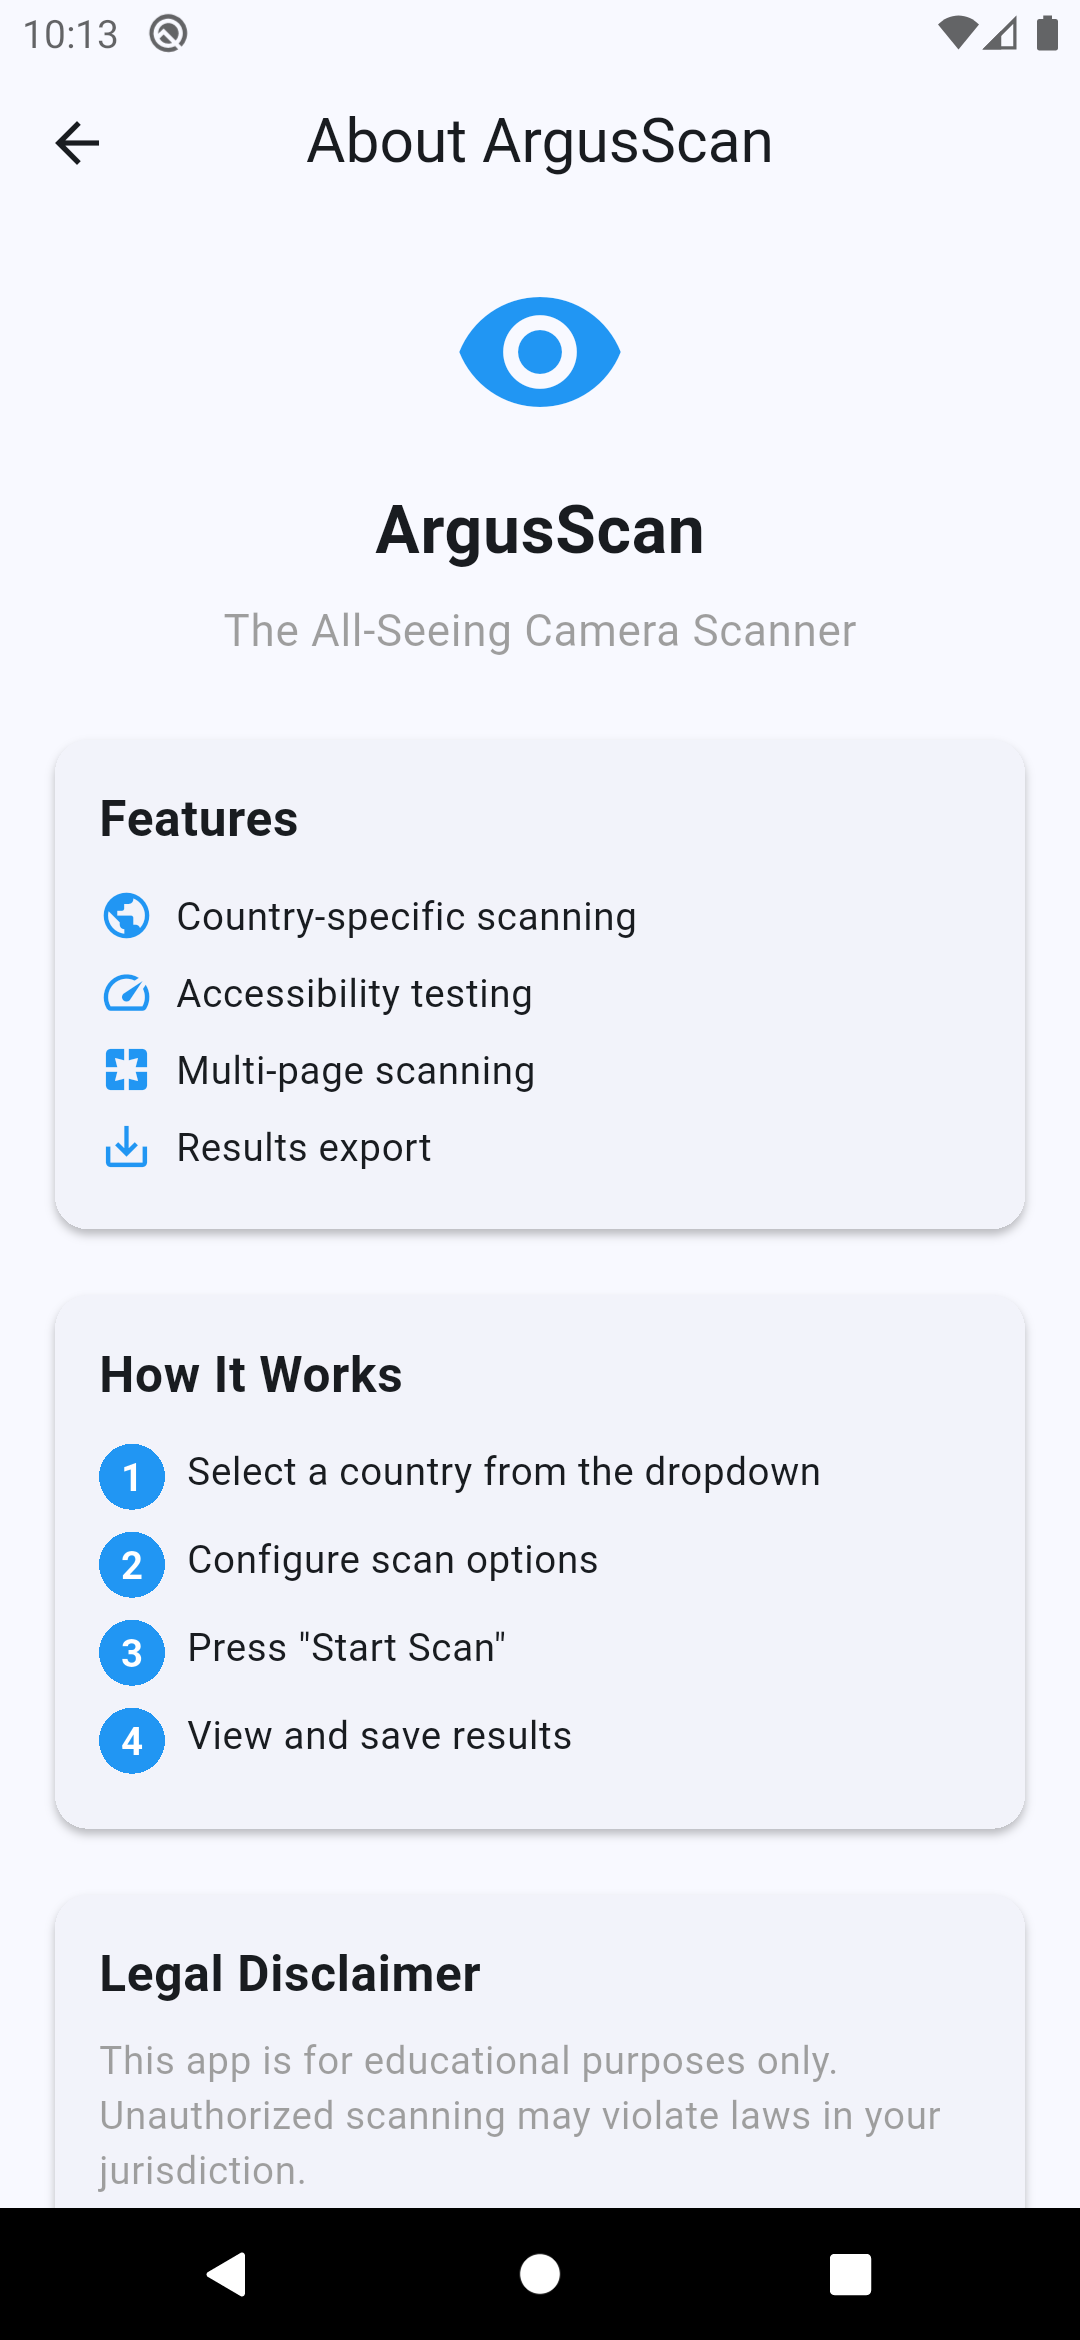 10:13
About ArgusScan
ArgusScan
The All-Seeing Camera Scanner
Features
Country-specific scanning
Accessibility testing
Multi-page scanning
Results export
How It Works
1 Select a country from the dropdown
2 Configure scan options
3 Press "Start Scan"
4 View and save results
Legal Disclaimer
This app is for educational purposes only.
Unauthorized scanning may violate laws in your
jurisdiction.